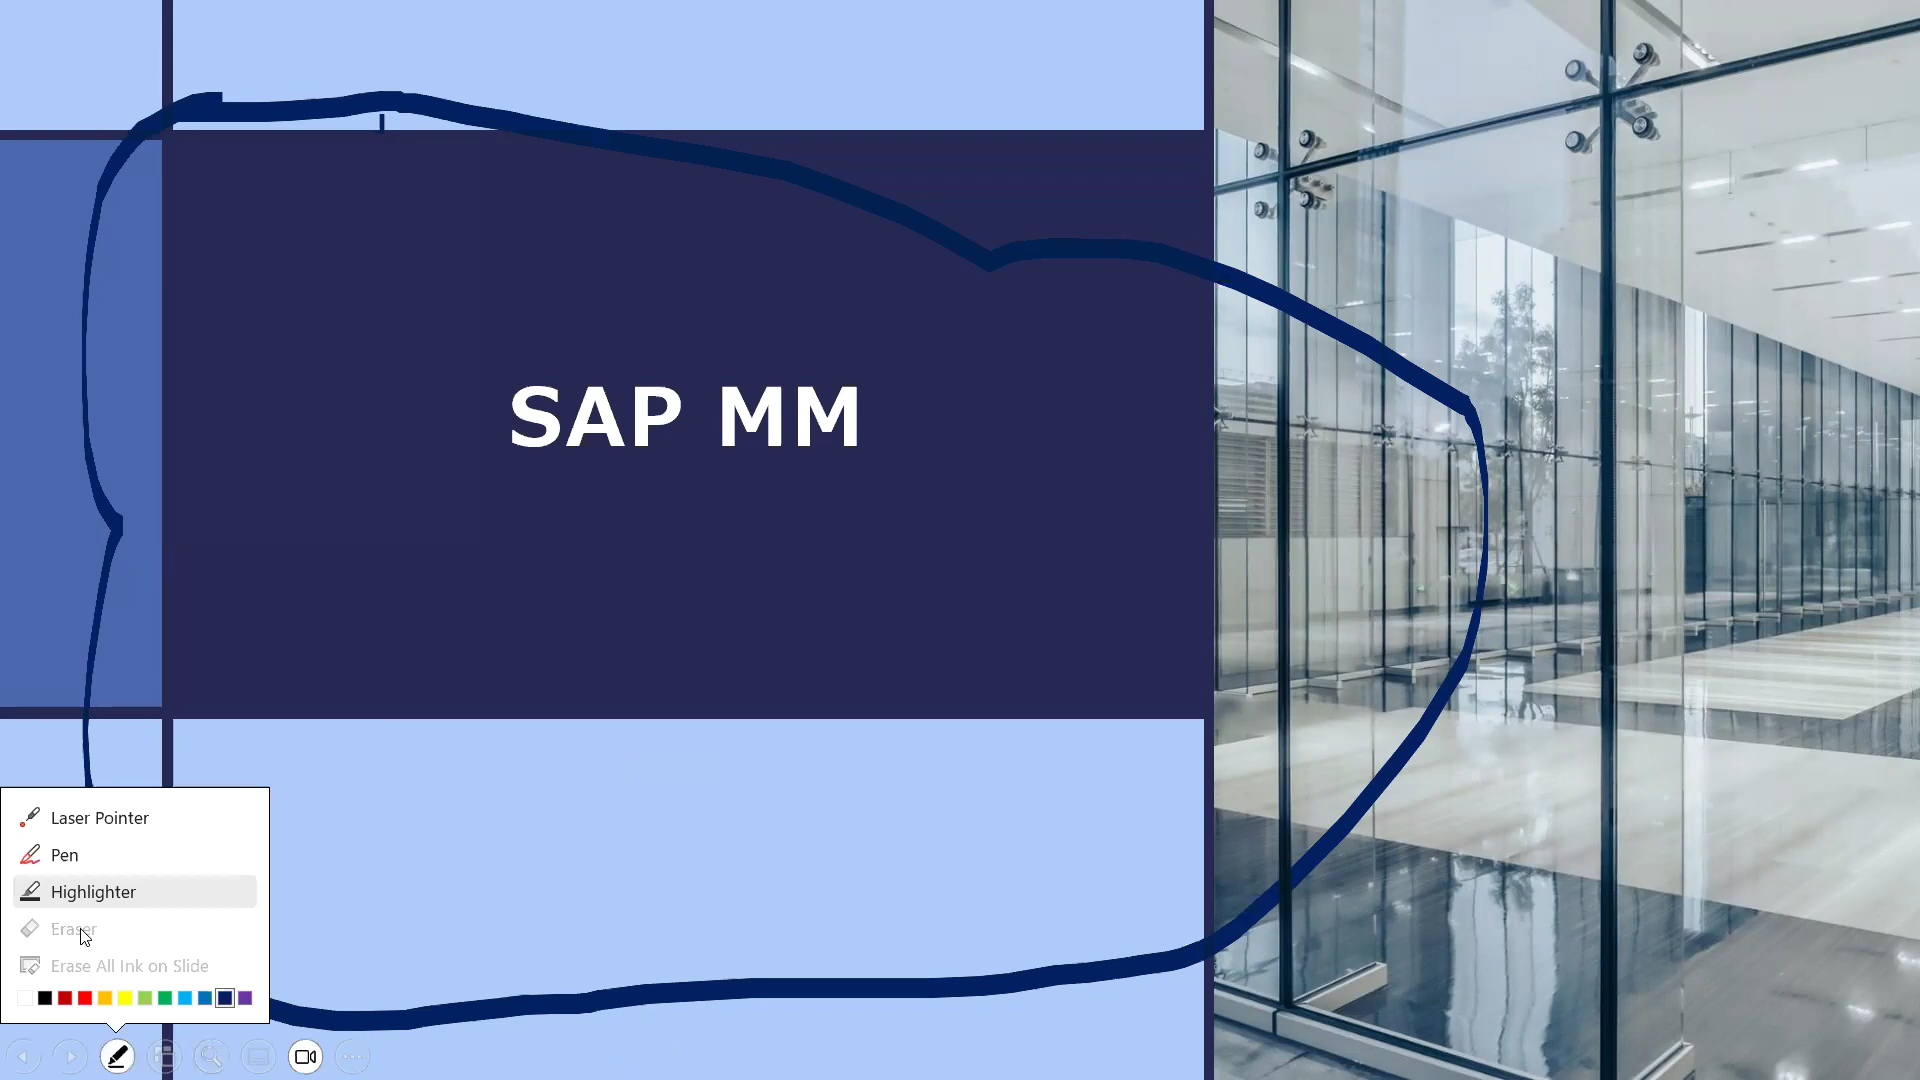 SAP MM
Laser Pointer
Pen
Highlighter
Eraser
Erase All Ink on Slide